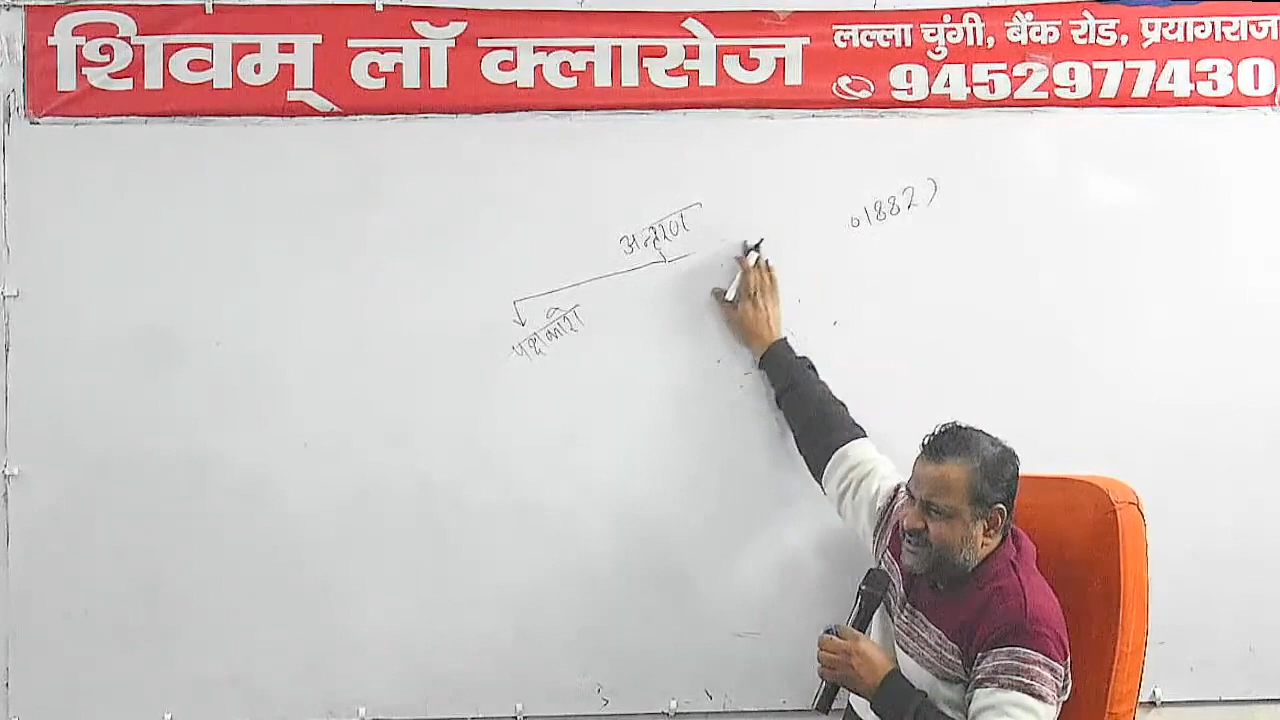 शिवम् लॉ क्लासेज
लल्ला चुंगी, बैंक रोड, प्रयागराज
9452977430
1882)
अन्तरण